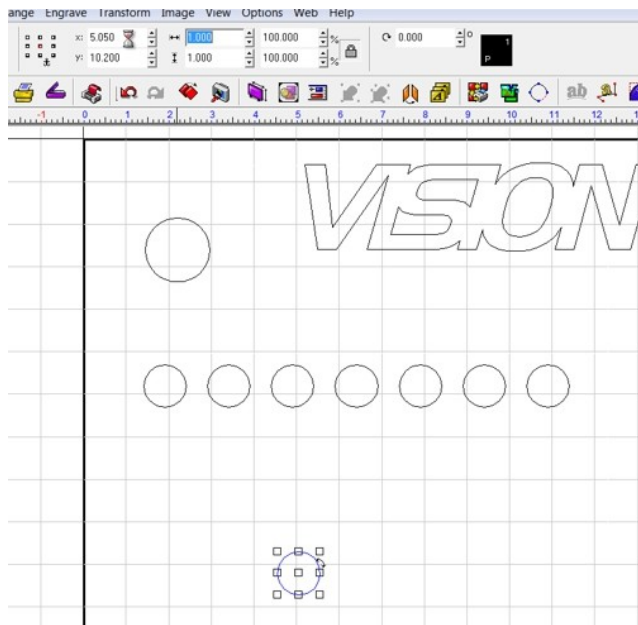 ange Engrave Transform Image View Options Web Help
x: 5.050 1.000 100.000 % 0.000 ° 1
y: 10.200 1.000 100.000 % P
ab
-1 0 1 2 3 4 5 6 7 8 9 10 11 12 1
VISION